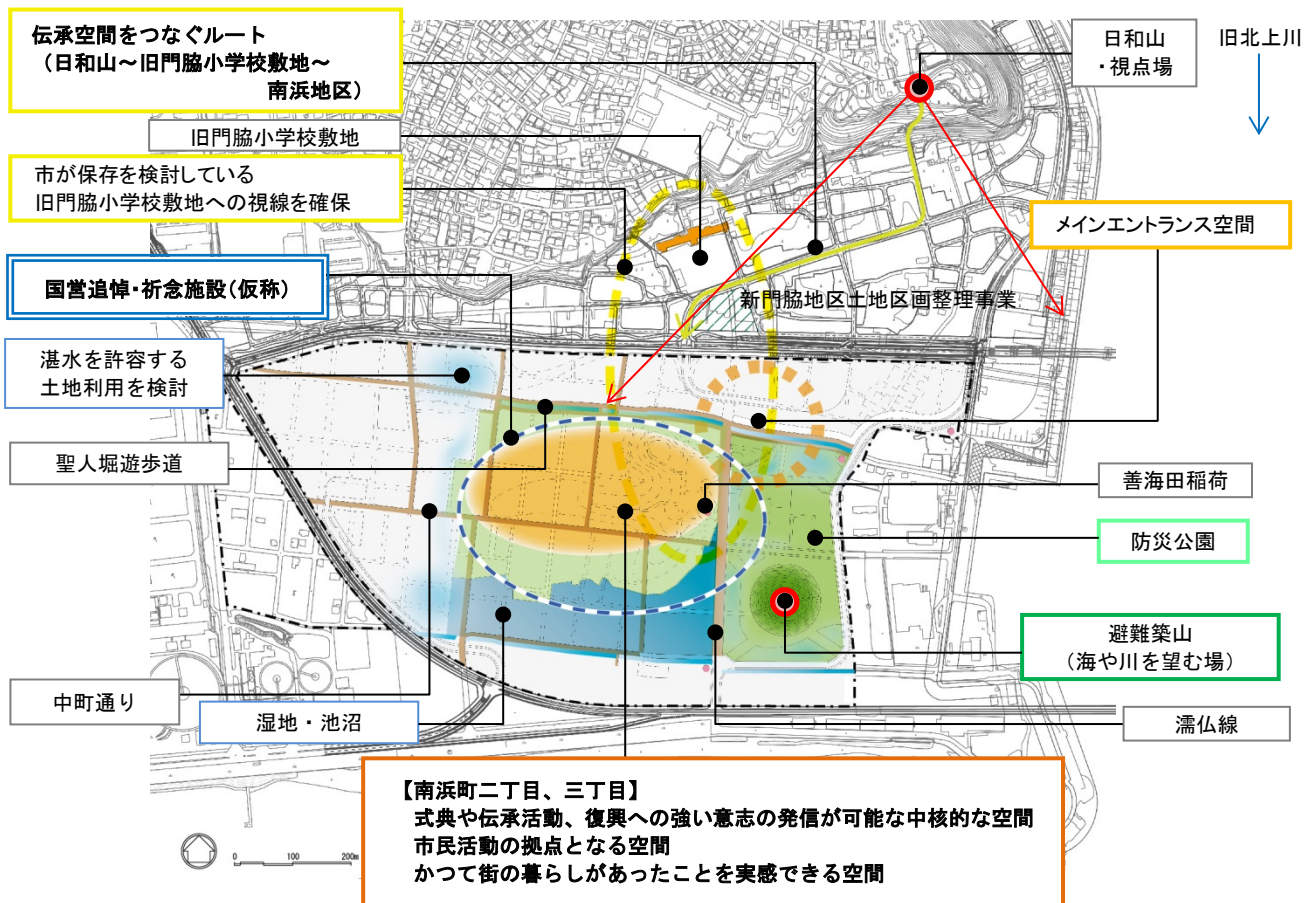 伝承空間をつなぐルート
（日和山～旧門脇小学校敷地～
南浜地区）
日和山
・視点場
旧北上川
旧門脇小学校敷地
市が保存を検討している
旧門脇小学校敷地への視線を確保
メインエントランス空間
国営追悼・祈念施設(仮称)
新門脇地区土地区画整理事業
湛水を許容する
土地利用を検討
聖人堀遊歩道
善海田稲荷
防災公園
避難築山
（海や川を望む場）
中町通り
湿地・池沼
濡仏線
【南浜町二丁目、三丁目】
式典や伝承活動、復興への強い意志の発信が可能な中核的な空間
市民活動の拠点となる空間
かつて街の暮らしがあったことを実感できる空間
0 100 200m